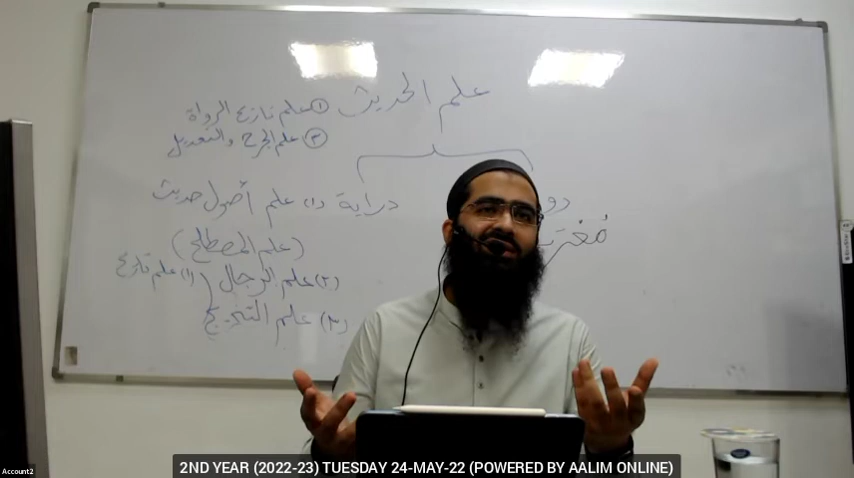 علم الحديث
① علم تاريخ الرواة
② علم الجرح والتعديل
دراية (١) علم أصول حديث
(علم المصطلح)
(٢) علم الرجال (١) علم تاريخ
(٣) علم التخريج
Account2
2ND YEAR (2022-23) TUESDAY 24-MAY-22 (POWERED BY AALIM ONLINE)